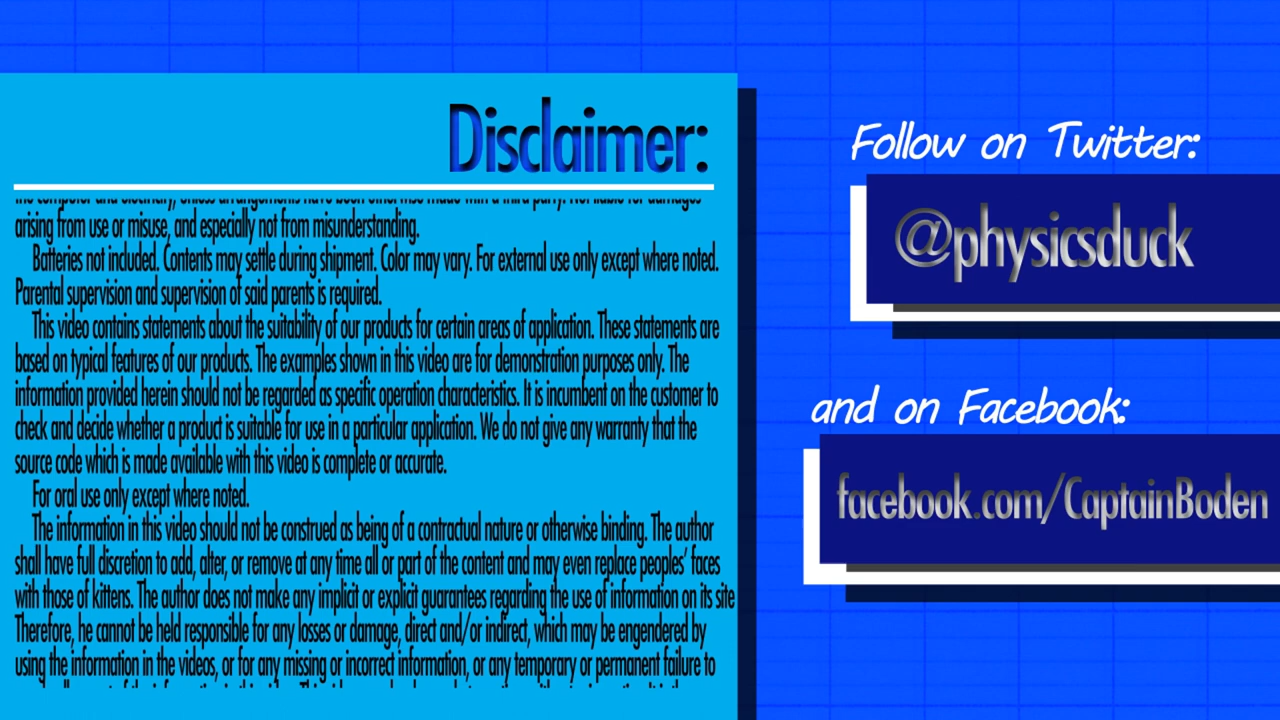 Disclaimer:
arising from use or misuse, and especially not from misunderstanding.
Batteries not included. Contents may settle during shipment. Color may vary. For external use only except where noted.
Parental supervision and supervision of said parents is required.
This video contains statements about the suitability of our products for certain areas of application. These statements are
based on typical features of our products. The examples shown in this video are for demonstration purposes only. The
information provided herein should not be regarded as specific operation characteristics. It is incumbent on the customer to
check and decide whether a product is suitable for use in a particular application. We do not give any warranty that the
source code which is made available with this video is complete or accurate.
For oral use only except where noted.
The information in this video should not be construed as being of a contractual nature or otherwise binding. The author
shall have full discretion to add, alter, or remove at any time all or part of the content and may even replace peoples’ faces
with those of kittens. The author does not make any implicit or explicit guarantees regarding the use of information on its site
Therefore, he cannot be held responsible for any losses or damage, direct and/or indirect, which may be engendered by
using the information in the videos, or for any missing or incorrect information, or any temporary or permanent failure to
Follow on Twitter:
@physicsduck
and on Facebook:
facebook.com/CaptainBoden